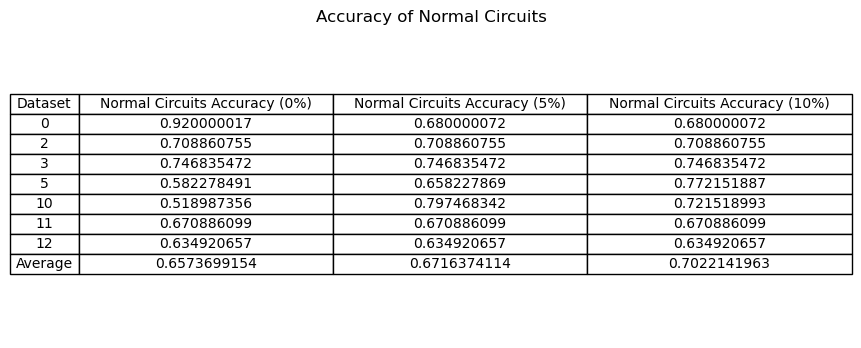 Accuracy of Normal Circuits
Dataset Normal Circuits Accuracy (0%) Normal Circuits Accuracy (5%) Normal Circuits Accuracy (10%)
0 0.920000017 0.680000072 0.680000072
2 0.708860755 0.708860755 0.708860755
3 0.746835472 0.746835472 0.746835472
5 0.582278491 0.658227869 0.772151887
10 0.518987356 0.797468342 0.721518993
11 0.670886099 0.670886099 0.670886099
12 0.634920657 0.634920657 0.634920657
Average 0.6573699154 0.6716374114 0.7022141963